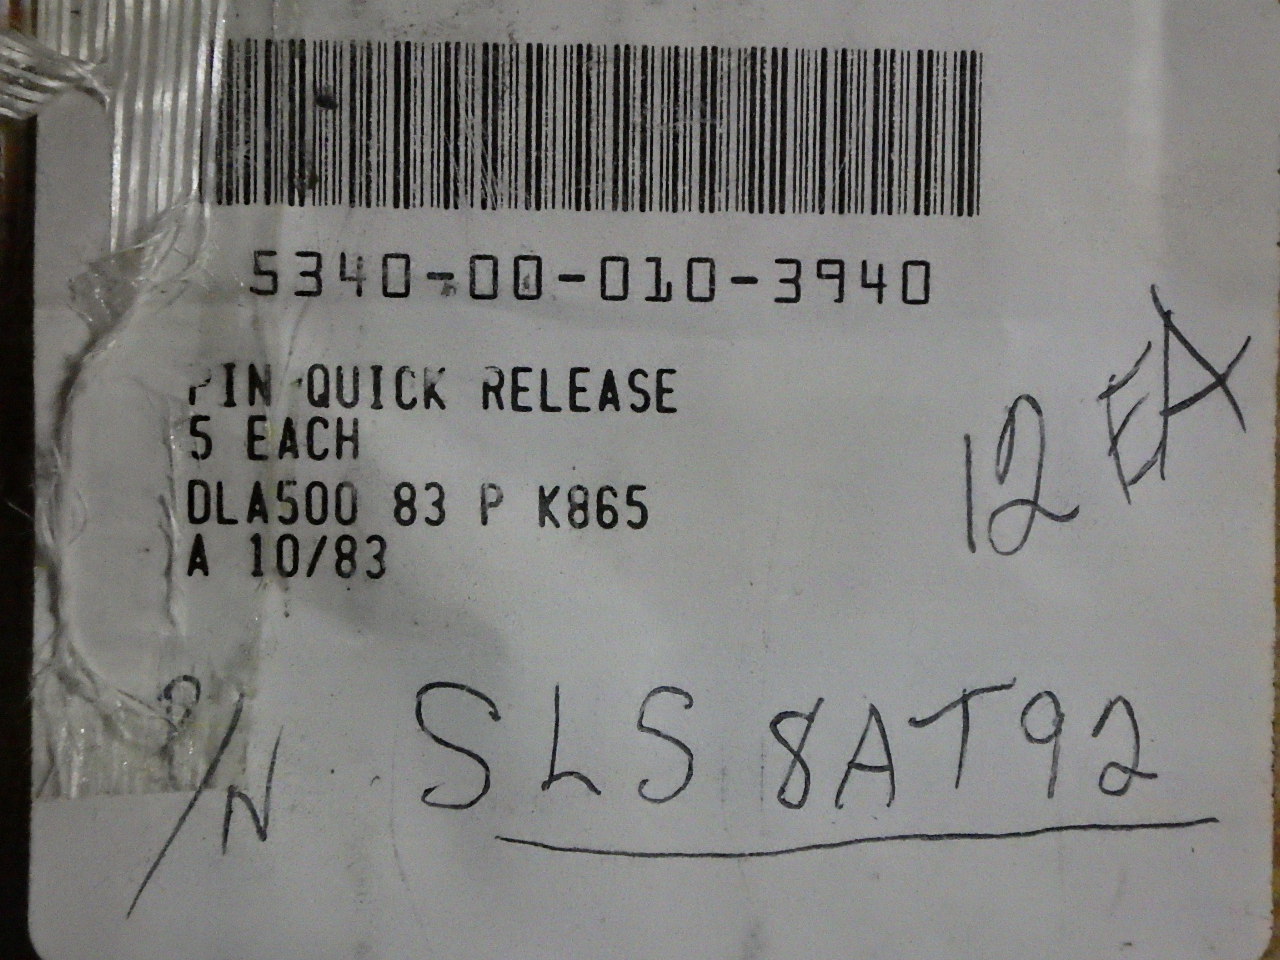 5340-00-010-3940
PIN QUICK RELEASE
5 EACH
DLA500 83 P K865
A 10/83
12 EA
P/N SLS 8AT92